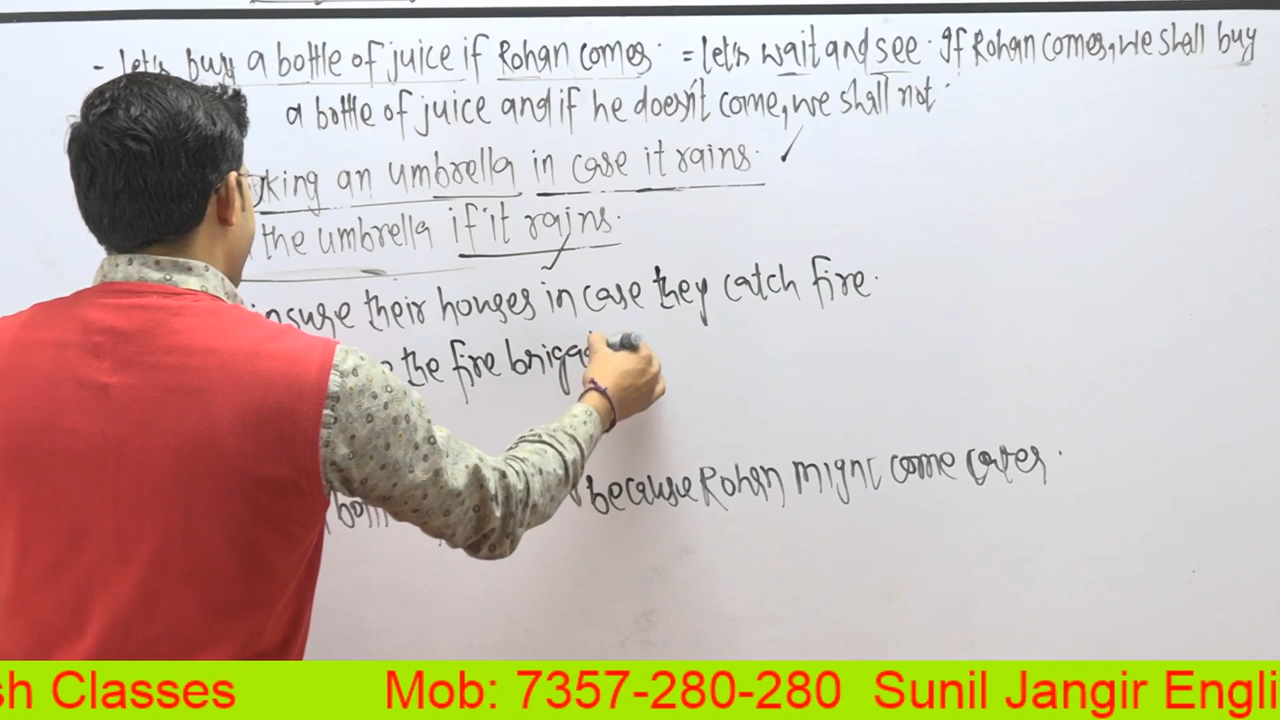 - let's buy a bottle of juice if Rohan comes. = let's wait and see. If Rohan comes, we shall buy
a bottle of juice and if he doesn't come, we shall not.
king an umbrella in case it rains.
the umbrella if it rains.
insure their houses in case they catch fire.
the fire briga
because Rohan might come
sh Classes Mob: 7357-280-280 Sunil Jangir Engli